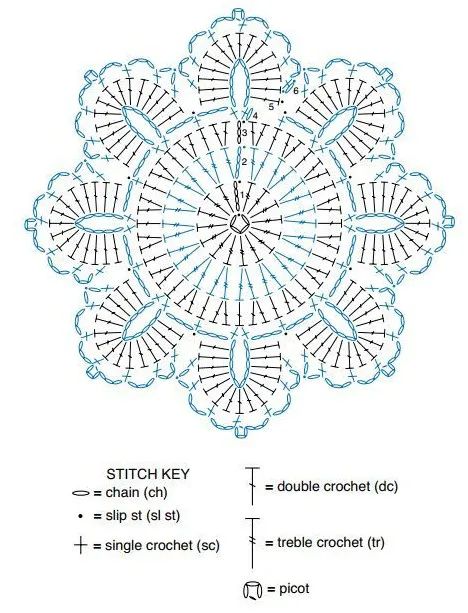 6
5
4
3
2
1
STITCH KEY
= chain (ch)
= slip st (sl st)
= single crochet (sc)
= double crochet (dc)
= treble crochet (tr)
= picot